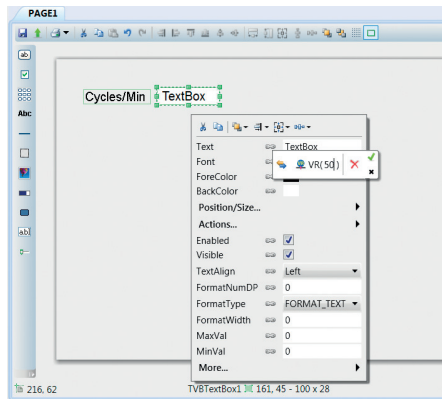 PAGE1
ab
Abc
ab
Cycles/Min TextBox
Text TextBox
Font
VR(50)
ForeColor
BackColor
Position/Size...
Actions...
Enabled
Visible
TextAlign Left
FormatNumDP 0
FormatType FORMAT_TEXT
FormatWidth 0
MaxVal 0
MinVal 0
More...
216, 62 TVBTextBox1 161, 45 - 100 x 28